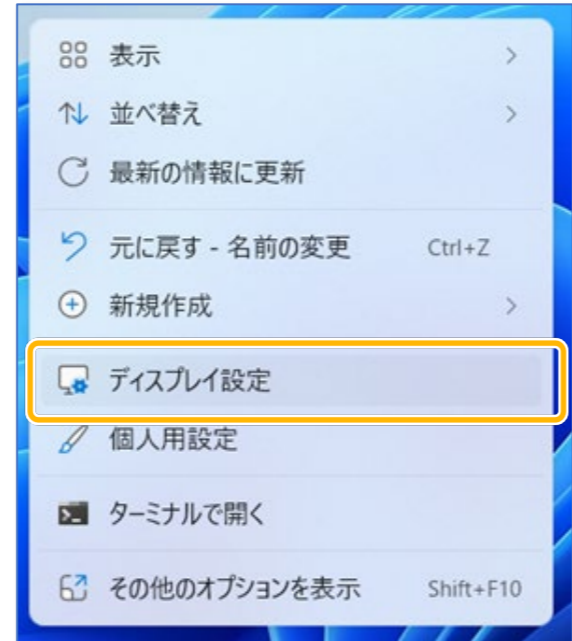 表示
並べ替え
最新の情報に更新
元に戻す - 名前の変更 Ctrl+Z
新規作成
ディスプレイ設定
個人用設定
ターミナルで開く
その他のオプションを表示 Shift+F10